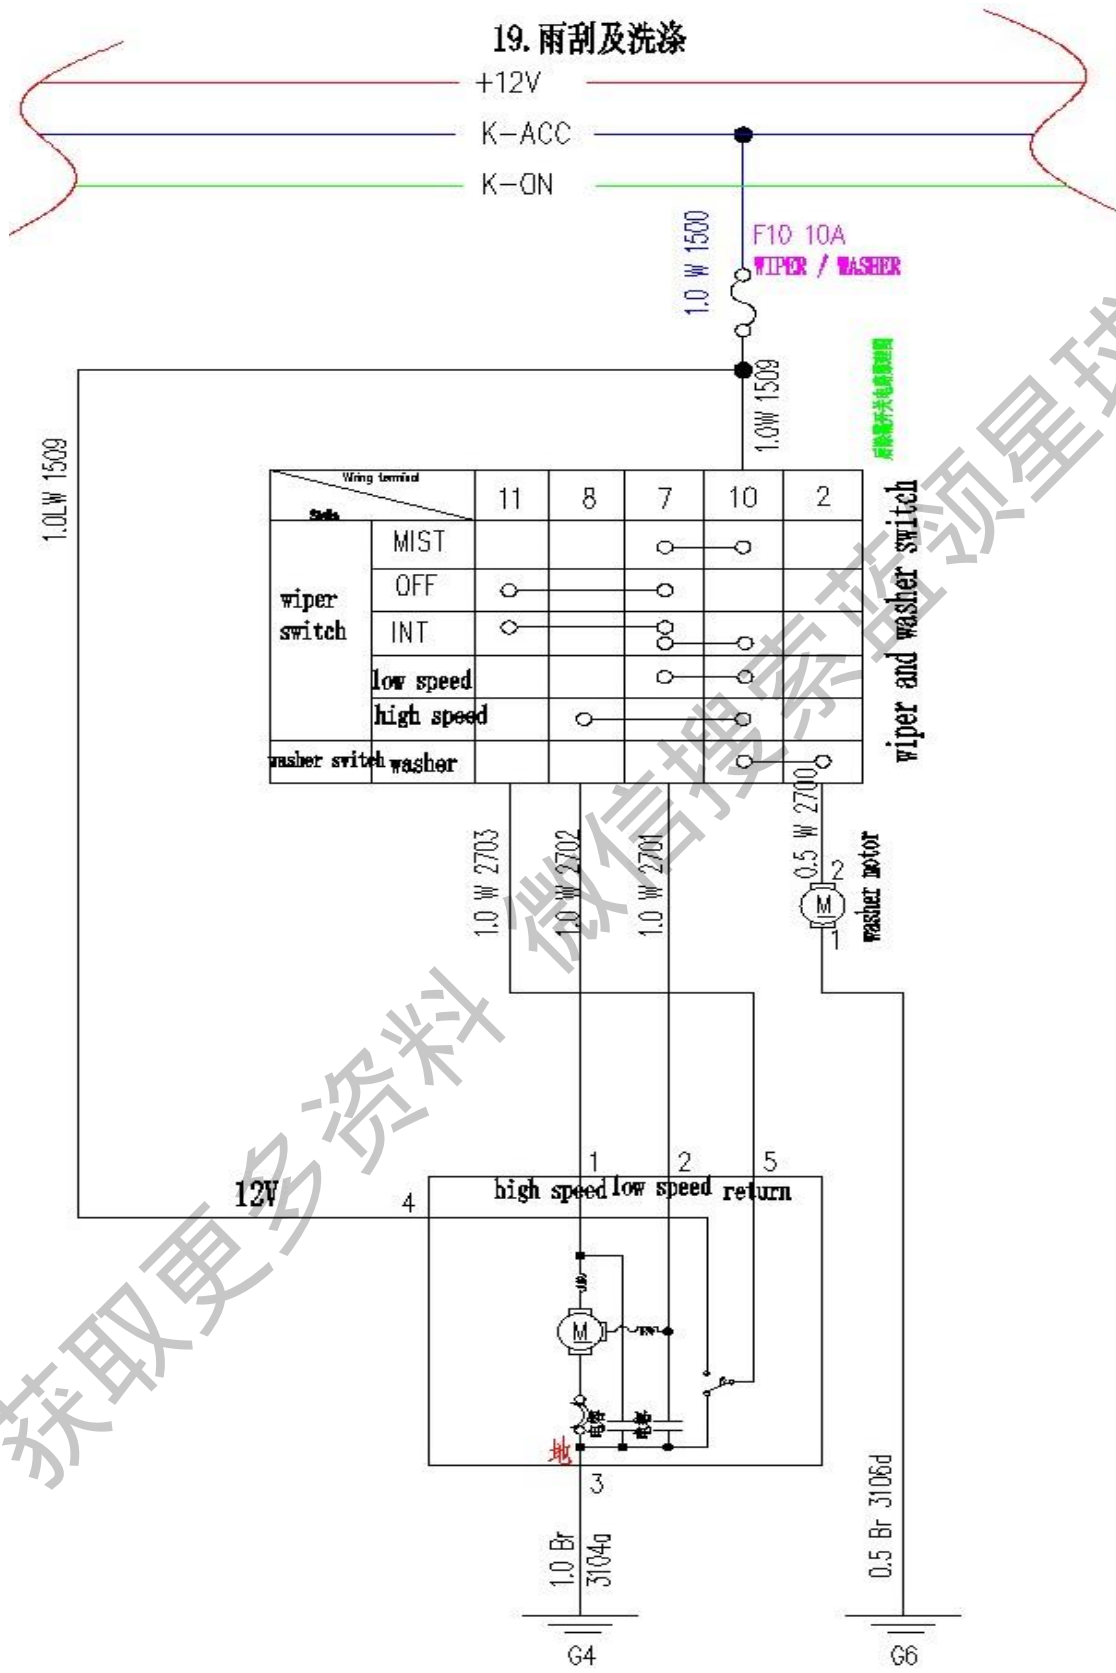 19.雨刮及洗涤
+12V
K-ACC
K-ON
1.0 W 1500
F10 10A
WIPER / WASHER
1.0W 1509
1.0LW 1509
Wiring terminal
11 8 7 10 2
wiper switch
MIST
OFF
INT
low speed
high speed
washer switch washer
wiper and washer switch
1.0 W 2703
1.0 W 2702
1.0 W 2701
0.5 W 2700
2
M
1
washer motor
微信搜索蓝领星球
获取更多资料
12V
4
1 2 5
high speed low speed return
M
电容
电容
地
3
1.0 Br
3104a
0.5 Br 3106d
G4
G6